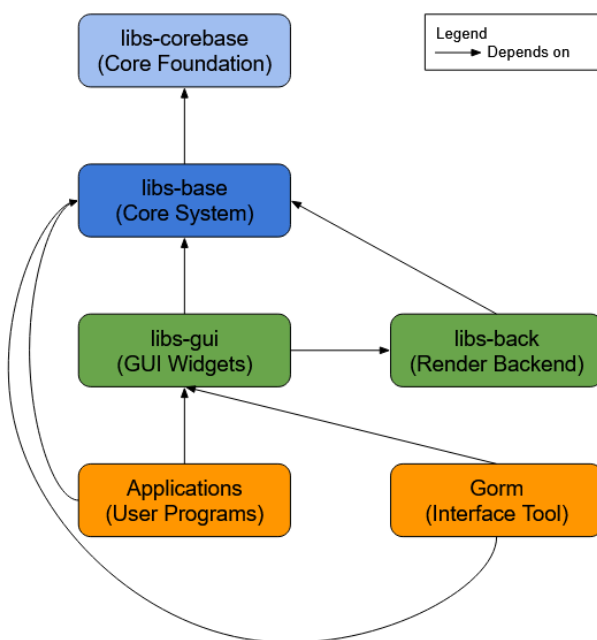 libs-corebase
(Core Foundation)
Legend
Depends on
libs-base
(Core System)
libs-gui
(GUI Widgets)
libs-back
(Render Backend)
Applications
(User Programs)
Gorm
(Interface Tool)